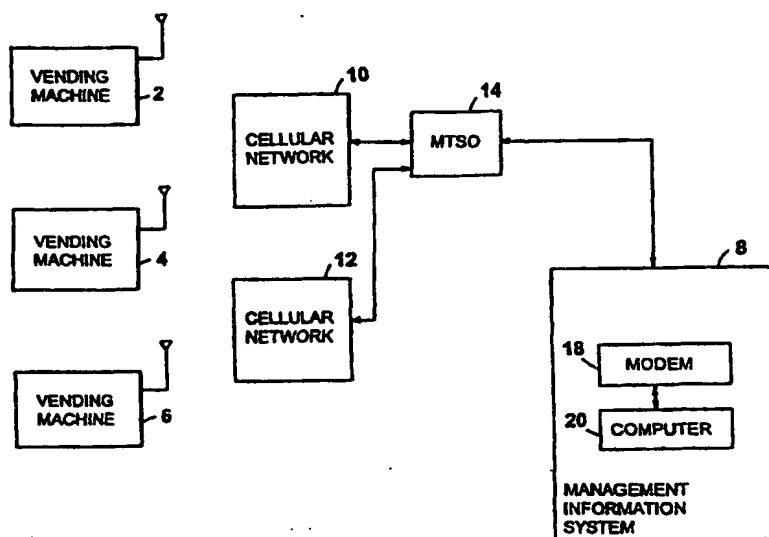 VENDING
MACHINE
2
10
CELLULAR
NETWORK
14
MTSO
VENDING
MACHINE
4
12
CELLULAR
NETWORK
8
VENDING
MACHINE
6
18
MODEM
20
COMPUTER
MANAGEMENT
INFORMATION
SYSTEM